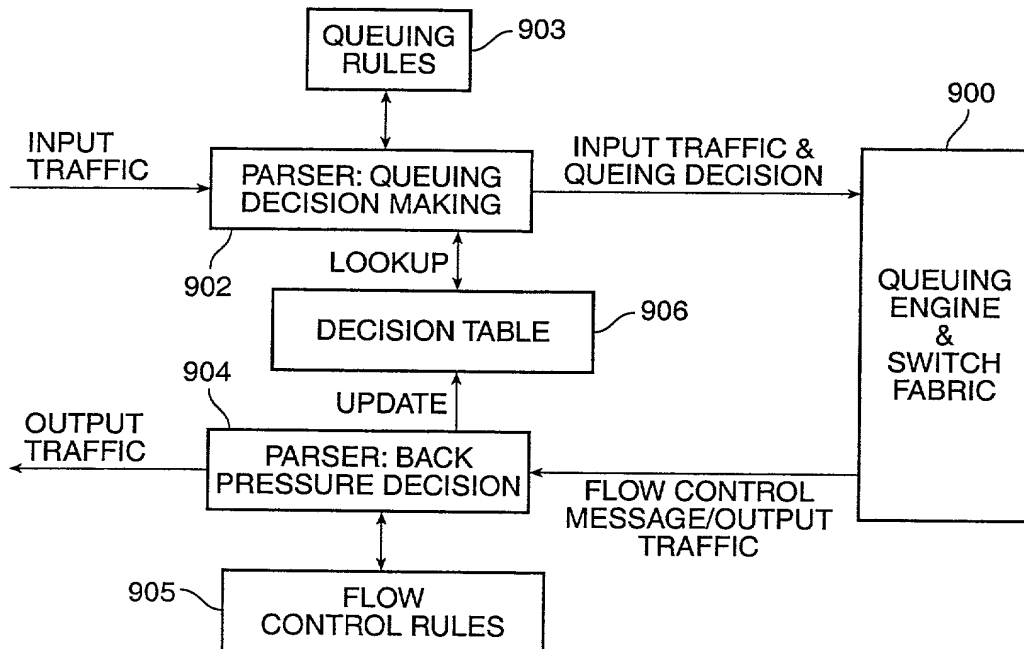 QUEUING
RULES
903
900
INPUT
TRAFFIC
PARSER: QUEUING
DECISION MAKING
INPUT TRAFFIC &
QUEING DECISION
902
LOOKUP
DECISION TABLE
906
QUEUING
ENGINE
&
SWITCH
FABRIC
904
UPDATE
OUTPUT
TRAFFIC
PARSER: BACK
PRESSURE DECISION
FLOW CONTROL
MESSAGE/OUTPUT
TRAFFIC
905
FLOW
CONTROL RULES